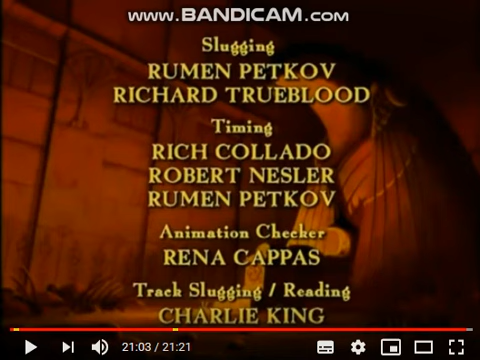 www.BANDICAM.com
Slugging
RUMEN PETKOV
RICHARD TRUEBLOOD
Timing
RICH COLLADO
ROBERT NESLER
RUMEN PETKOV
Animation Checker
RENA CAPPAS
Track Slugging / Reading
CHARLIE KING
21:03 / 21:21